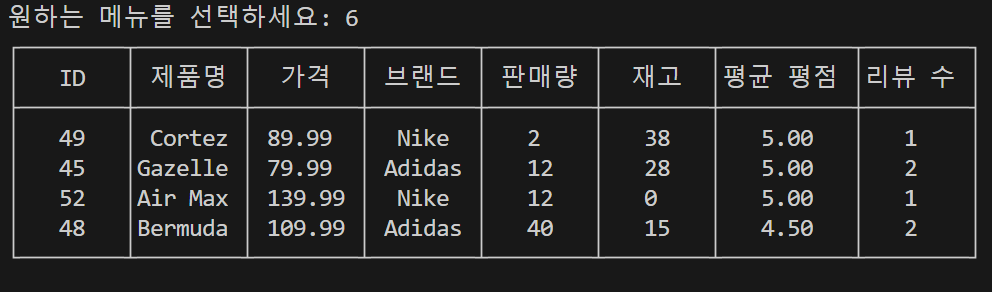 원하는 메뉴를 선택하세요: 6
ID 제품명 가격 브랜드 판매량 재고 평균 평점 리뷰 수
49 Cortez 89.99 Nike 2 38 5.00 1
45 Gazelle 79.99 Adidas 12 28 5.00 2
52 Air Max 139.99 Nike 12 0 5.00 1
48 Bermuda 109.99 Adidas 40 15 4.50 2